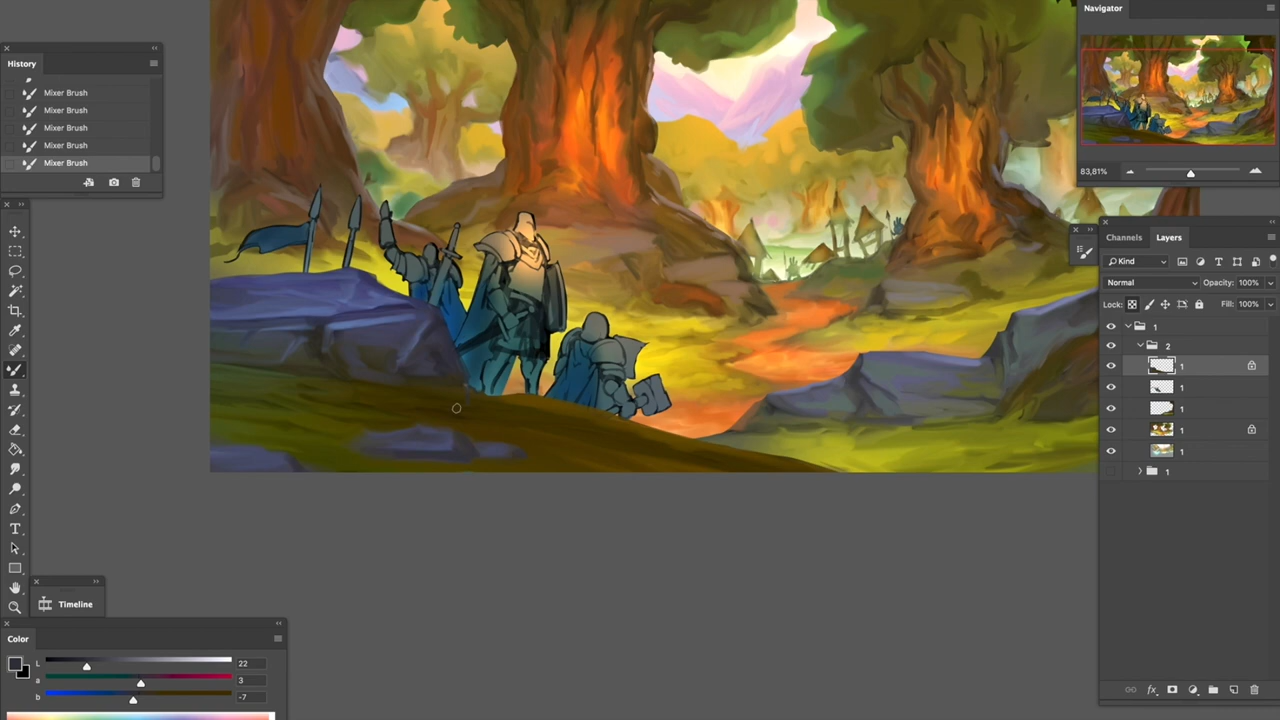 Navigator
History
Mixer Brush
Mixer Brush
Mixer Brush
Mixer Brush
Mixer Brush
83,81%
Channels
Layers
Kind
Normal
Opacity: 100%
Lock:
Fill: 100%
1
2
1
1
1
1
1
1
T
Timeline
Color
L
22
a
3
b
-7
fx